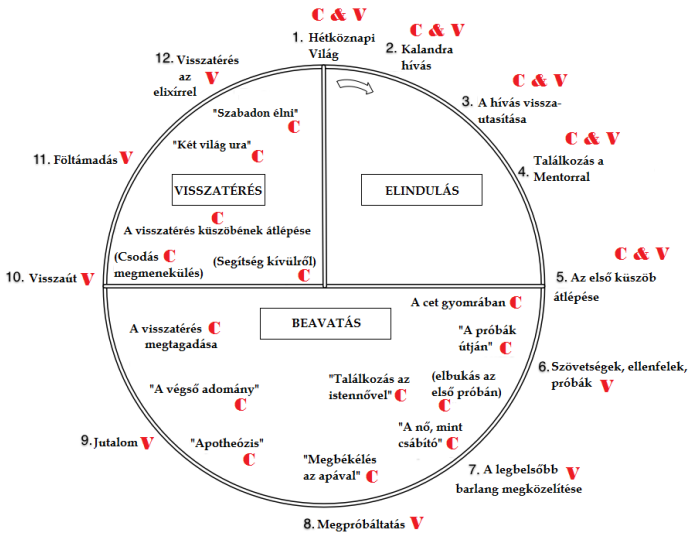 C & V
1. Hétköznapi
Világ
C & V
2. Kalandra
hívás
C & V
3. A hívás vissza-
utasítása
C & V
4. Találkozás a
Mentorral
C & V
5. Az első küszöb
átlépése
6. Szövetségek, ellenfelek,
próbák V
7. A legbelsőbb V
barlang megközelítése
8. Megpróbáltatás V
9. Jutalom V
10. Visszaút V
11. Föltámadás V
12. Visszatérés
az
elixírrel V
ELINDULÁS
BEAVATÁS
A cet gyomrában C
"A próbák
útján" C
(elbukás az
első próbán)
C
"Találkozás az
istennővel" C
"A nő, mint
csábító" C
"Megbékélés
az apával" C
"Apotheózis"
C
"A végső adomány"
C
A visszatérés C
megtagadása
VISSZATÉRÉS
(Csodás C
megmenekülés)
(Segítség kívülről)
C
C
A visszatérés küszöbének átlépése
"Két világ ura" C
"Szabadon élni"
C